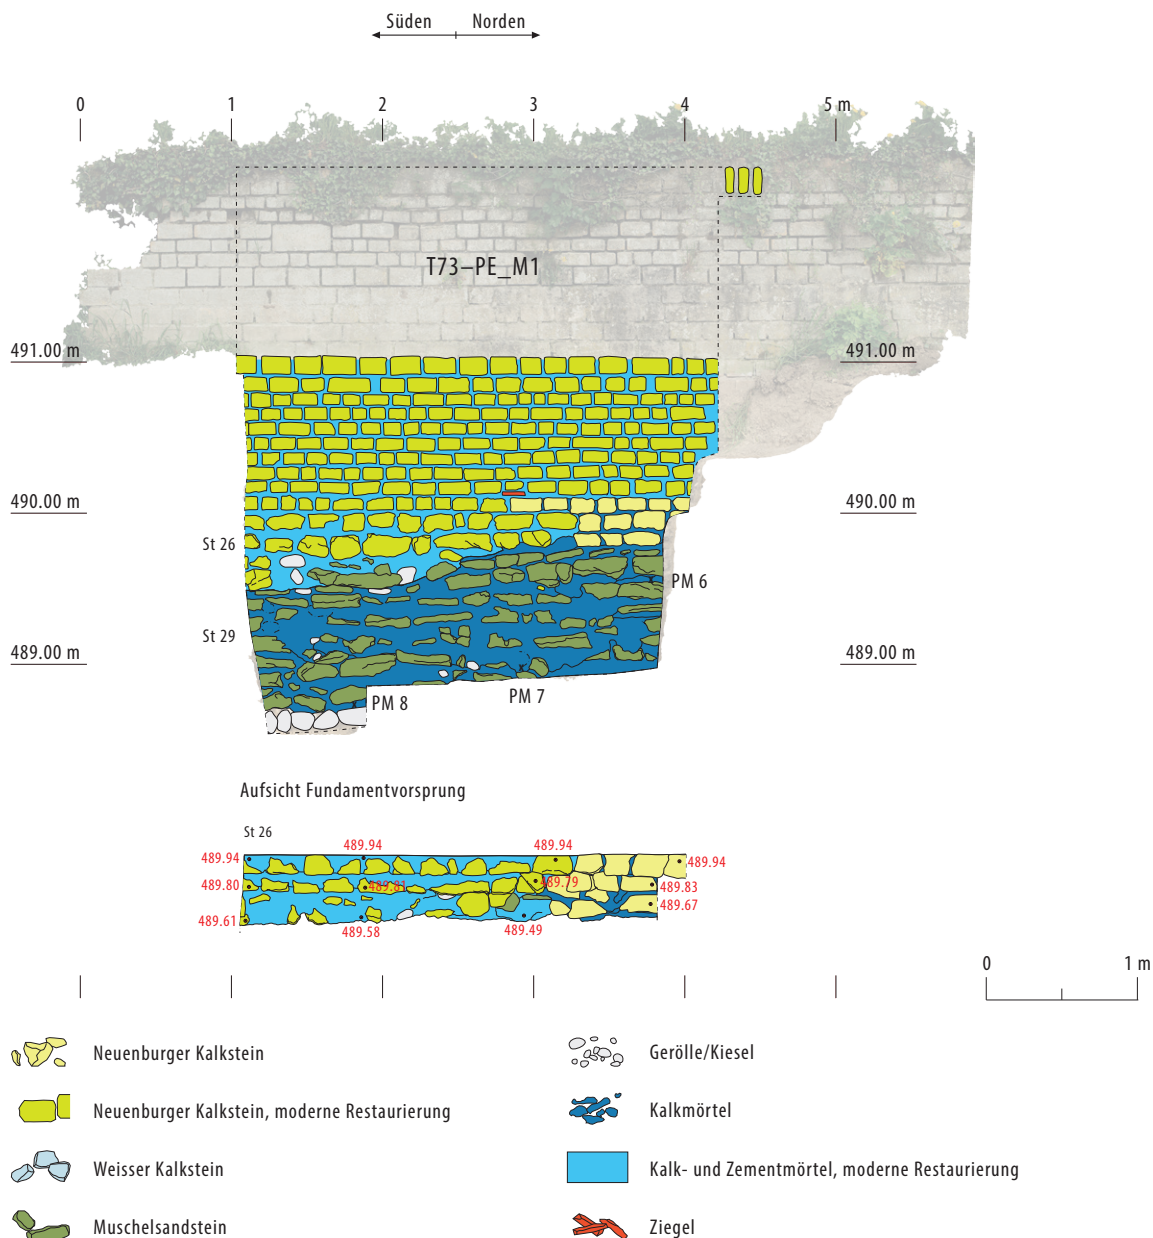 Süden Norden
0 1 2 3 4 5 m
T73–PE_M1
491.00 m 491.00 m
490.00 m 490.00 m
St 26
PM 6
St 29
489.00 m 489.00 m
PM 8 PM 7
Aufsicht Fundamentvorsprung
St 26
489.94 489.94 489.94 489.94
489.80 489.81 489.79 489.83
489.67
489.61 489.58 489.49
0 1 m
Neuenburger Kalkstein
Gerölle/Kiesel
Neuenburger Kalkstein, moderne Restaurierung
Kalkmörtel
Weisser Kalkstein
Kalk- und Zementmörtel, moderne Restaurierung
Muschelsandstein
Ziegel